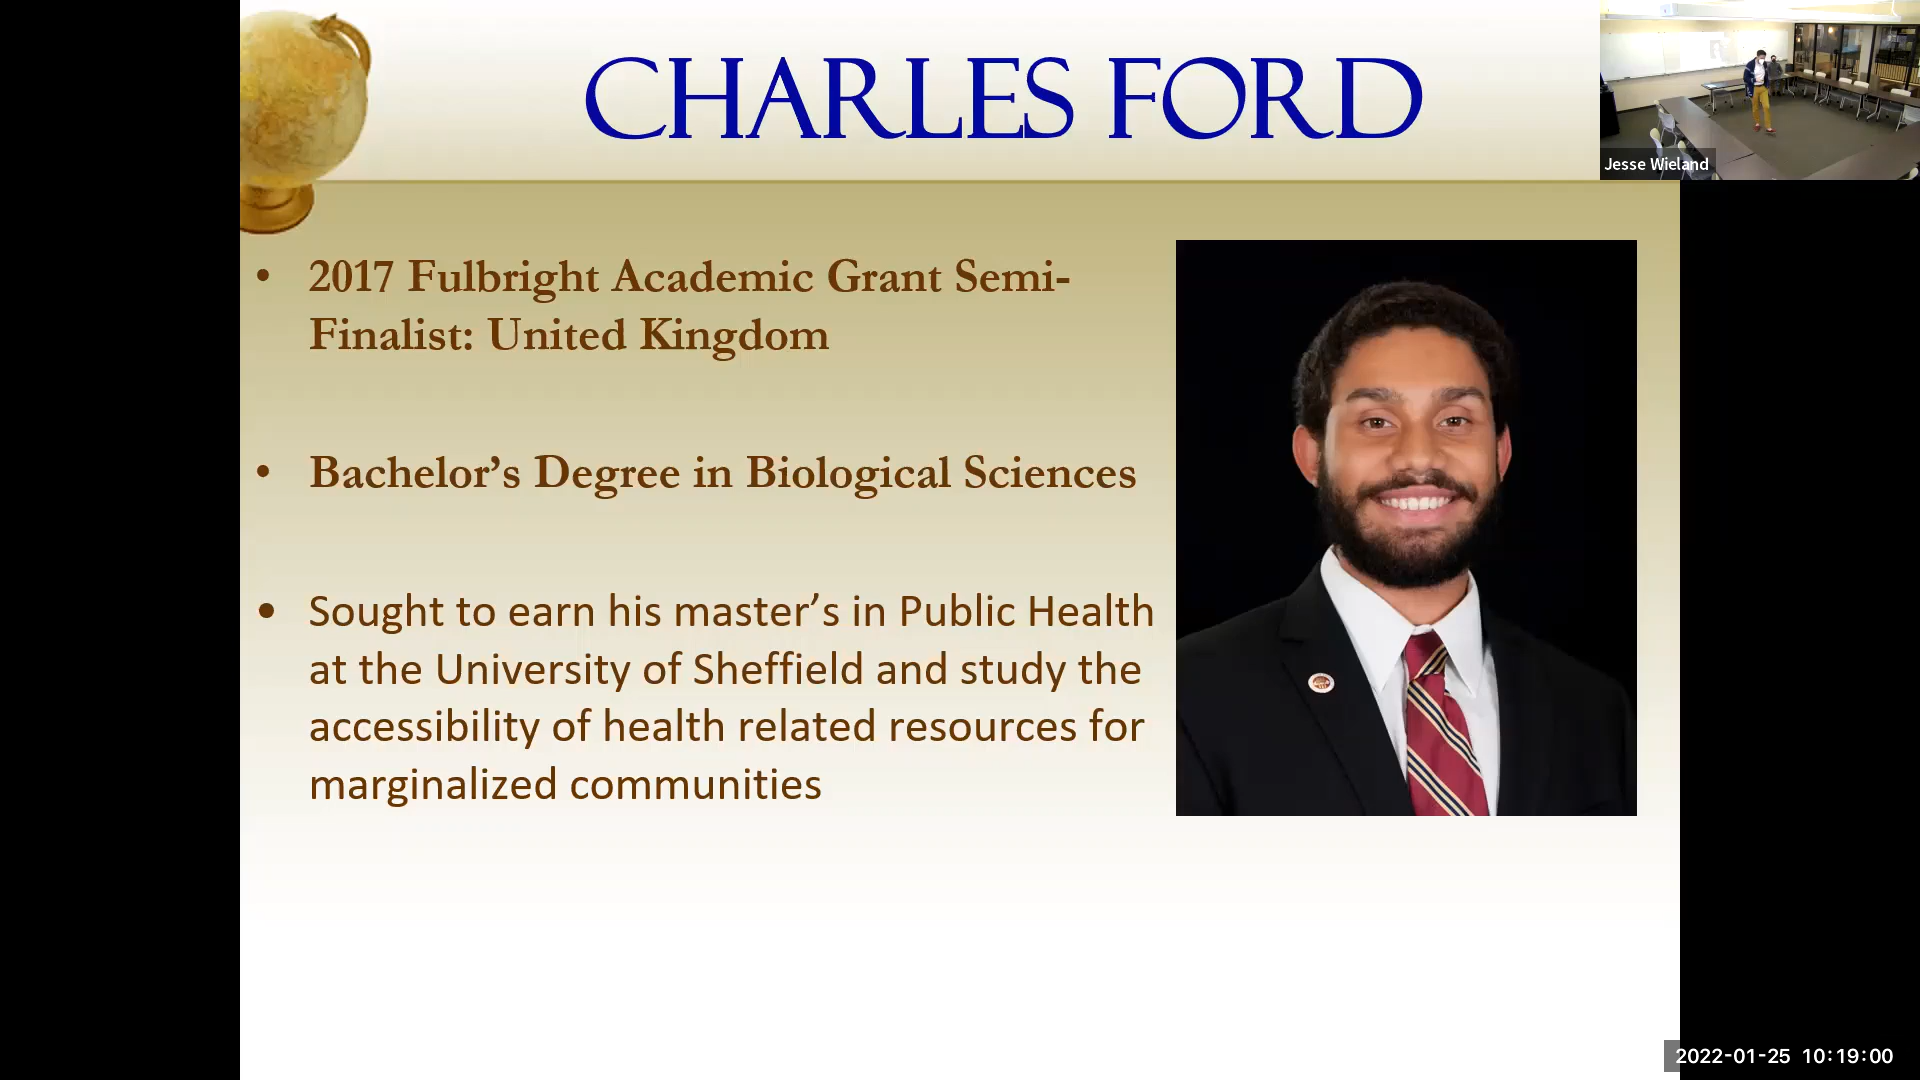 CHARLES FORD
Jesse Wieland
• 2017 Fulbright Academic Grant Semi-
Finalist: United Kingdom
• Bachelor’s Degree in Biological Sciences
• Sought to earn his master’s in Public Health
at the University of Sheffield and study the
accessibility of health related resources for
marginalized communities
2022-01-25 10:19:00